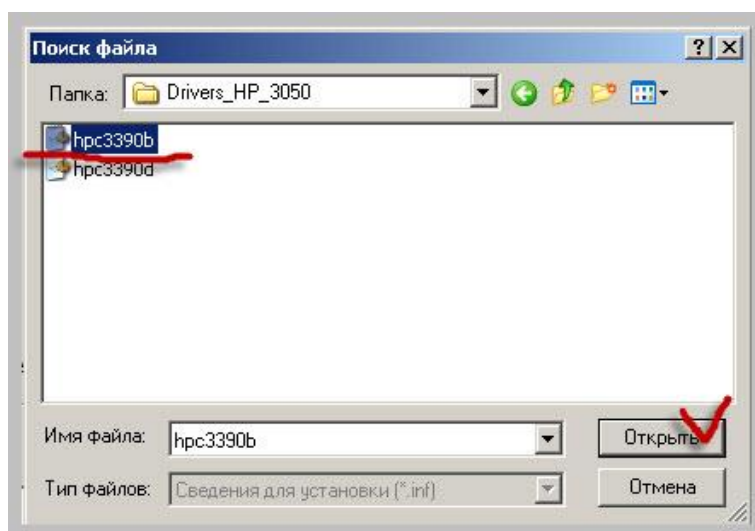 Поиск файла
Папка: Drivers_HP_3050
hpc3390b
hpc3390d
Имя файла: hpc3390b Открыть
Тип файлов: Сведения для установки (*.inf) Отмена